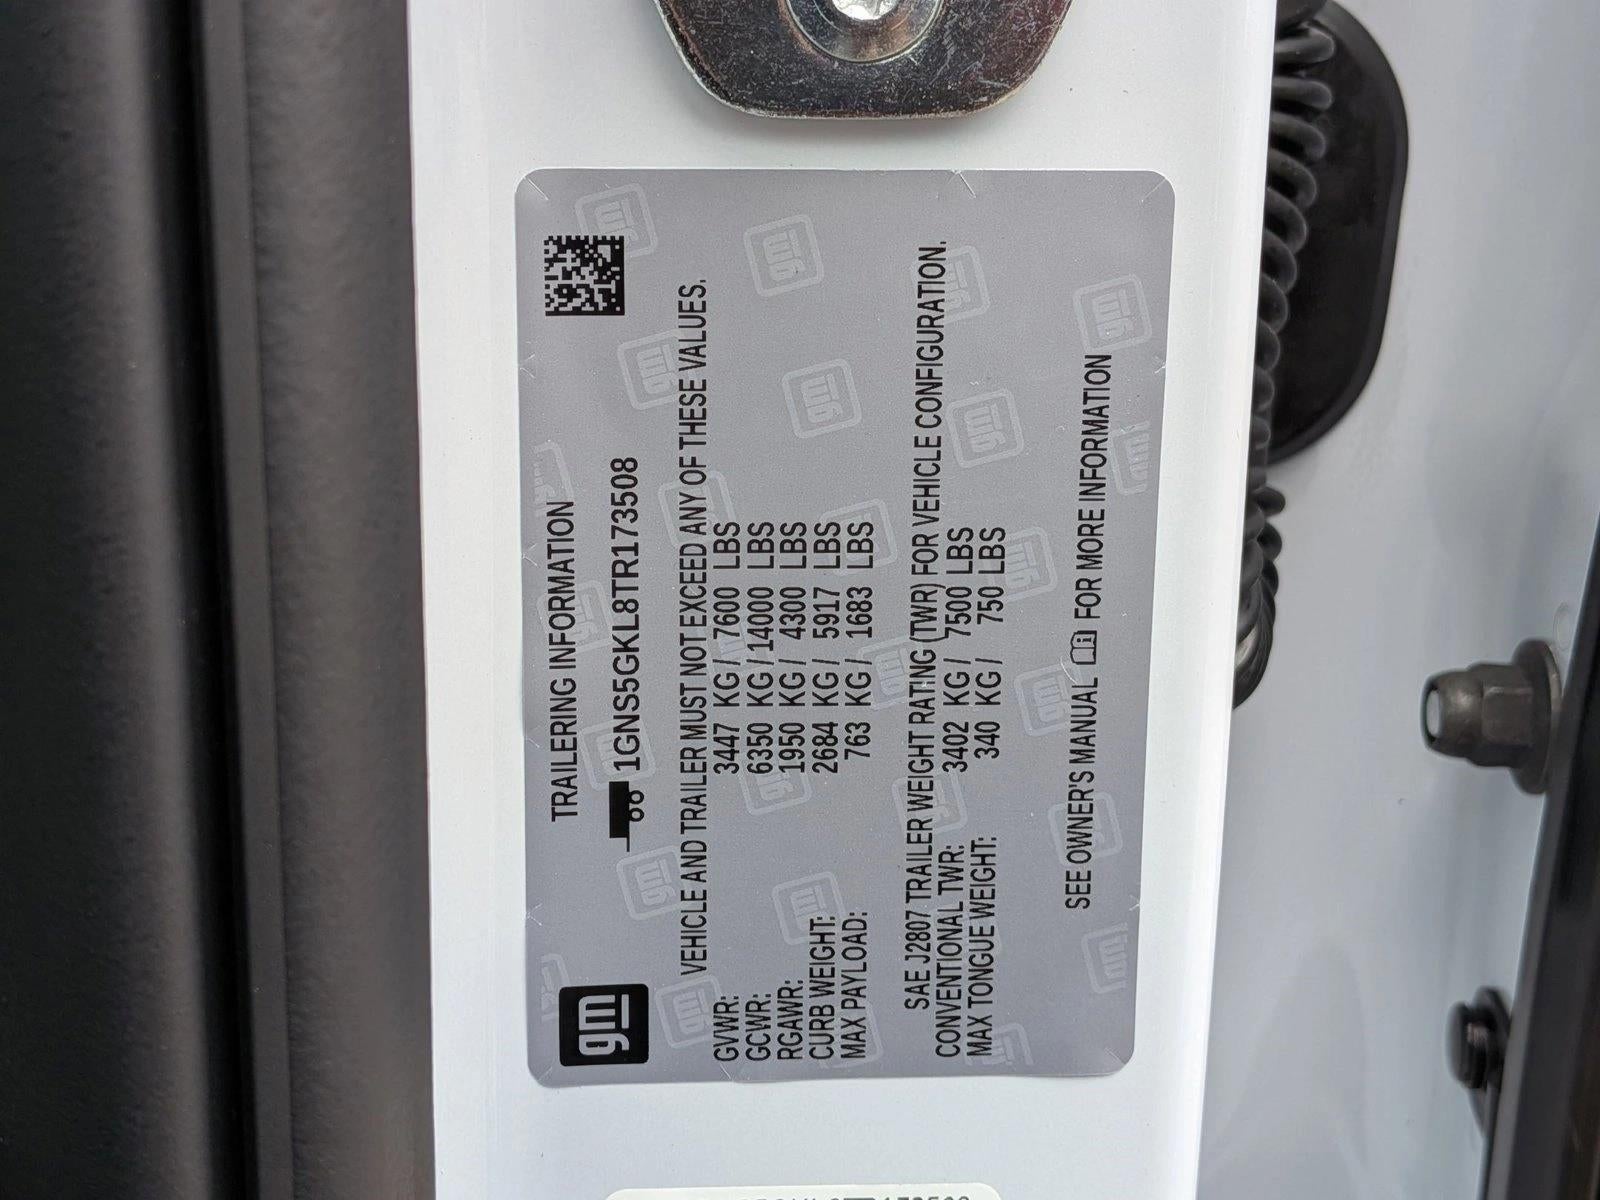 gm
TRAILERING INFORMATION
1GNS5GKL8TR173508
VEHICLE AND TRAILER MUST NOT EXCEED ANY OF THESE VALUES.
GVWR: 3447 KG / 7600 LBS
GCWR: 6350 KG / 14000 LBS
RGAWR: 1950 KG / 4300 LBS
CURB WEIGHT: 2684 KG / 5917 LBS
MAX PAYLOAD: 763 KG / 1683 LBS
SAE J2807 TRAILER WEIGHT RATING (TWR) FOR VEHICLE CONFIGURATION.
CONVENTIONAL TWR: 3402 KG / 7500 LBS
MAX TONGUE WEIGHT: 340 KG / 750 LBS
SEE OWNER'S MANUAL FOR MORE INFORMATION